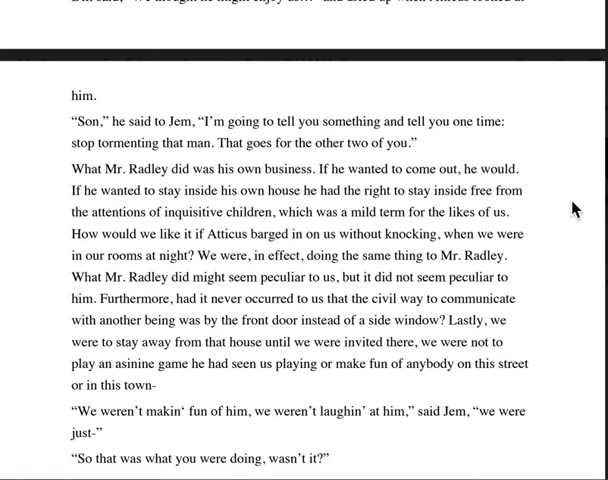 him.
“Son,” he said to Jem, “I’m going to tell you something and tell you one time:
stop tormenting that man. That goes for the other two of you.”
What Mr. Radley did was his own business. If he wanted to come out, he would.
If he wanted to stay inside his own house he had the right to stay inside free from
the attentions of inquisitive children, which was a mild term for the likes of us.
How would we like it if Atticus barged in on us without knocking, when we were
in our rooms at night? We were, in effect, doing the same thing to Mr. Radley.
What Mr. Radley did might seem peculiar to us, but it did not seem peculiar to
him. Furthermore, had it never occurred to us that the civil way to communicate
with another being was by the front door instead of a side window? Lastly, we
were to stay away from that house until we were invited there, we were not to
play an asinine game he had seen us playing or make fun of anybody on this street
or in this town-
“We weren’t makin‘ fun of him, we weren’t laughin’ at him,” said Jem, “we were
just-”
“So that was what you were doing, wasn’t it?”